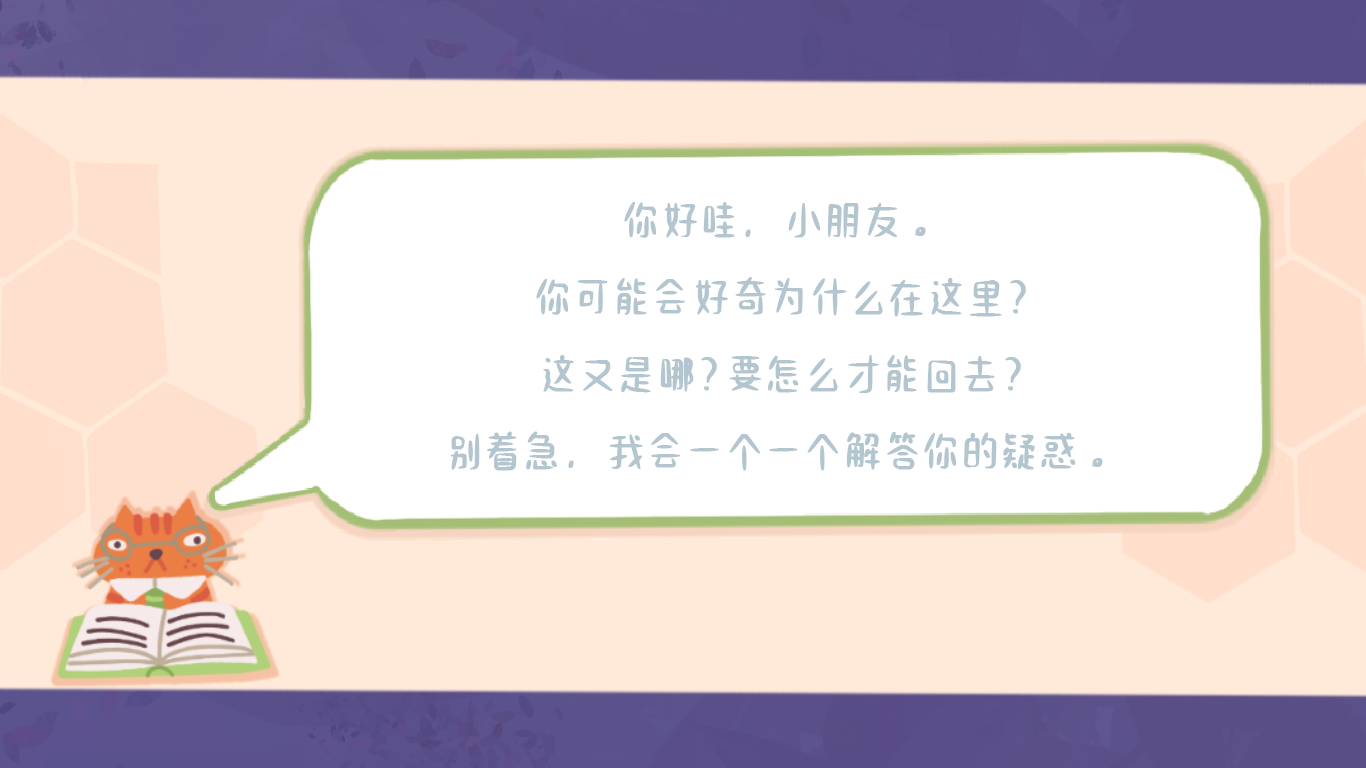 你好哇，小朋友。
你可能会好奇为什么在这里？
这又是哪？要怎么才能回去？
别着急，我会一个一个解答你的疑惑。